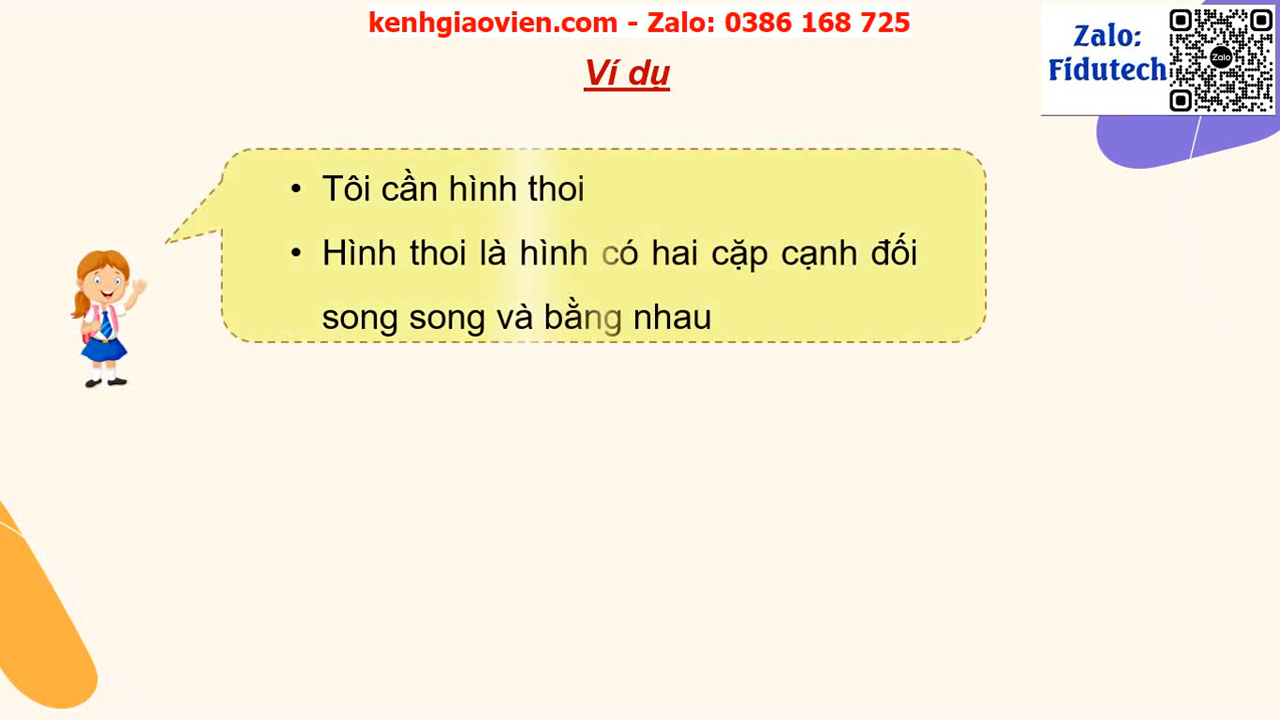 kenhgiaovien.com - Zalo: 0386 168 725
Zalo:
Fidutech
Zalo
Ví dụ
• Tôi cần hình thoi
• Hình thoi là hình có hai cặp cạnh đối
song song và bằng nhau